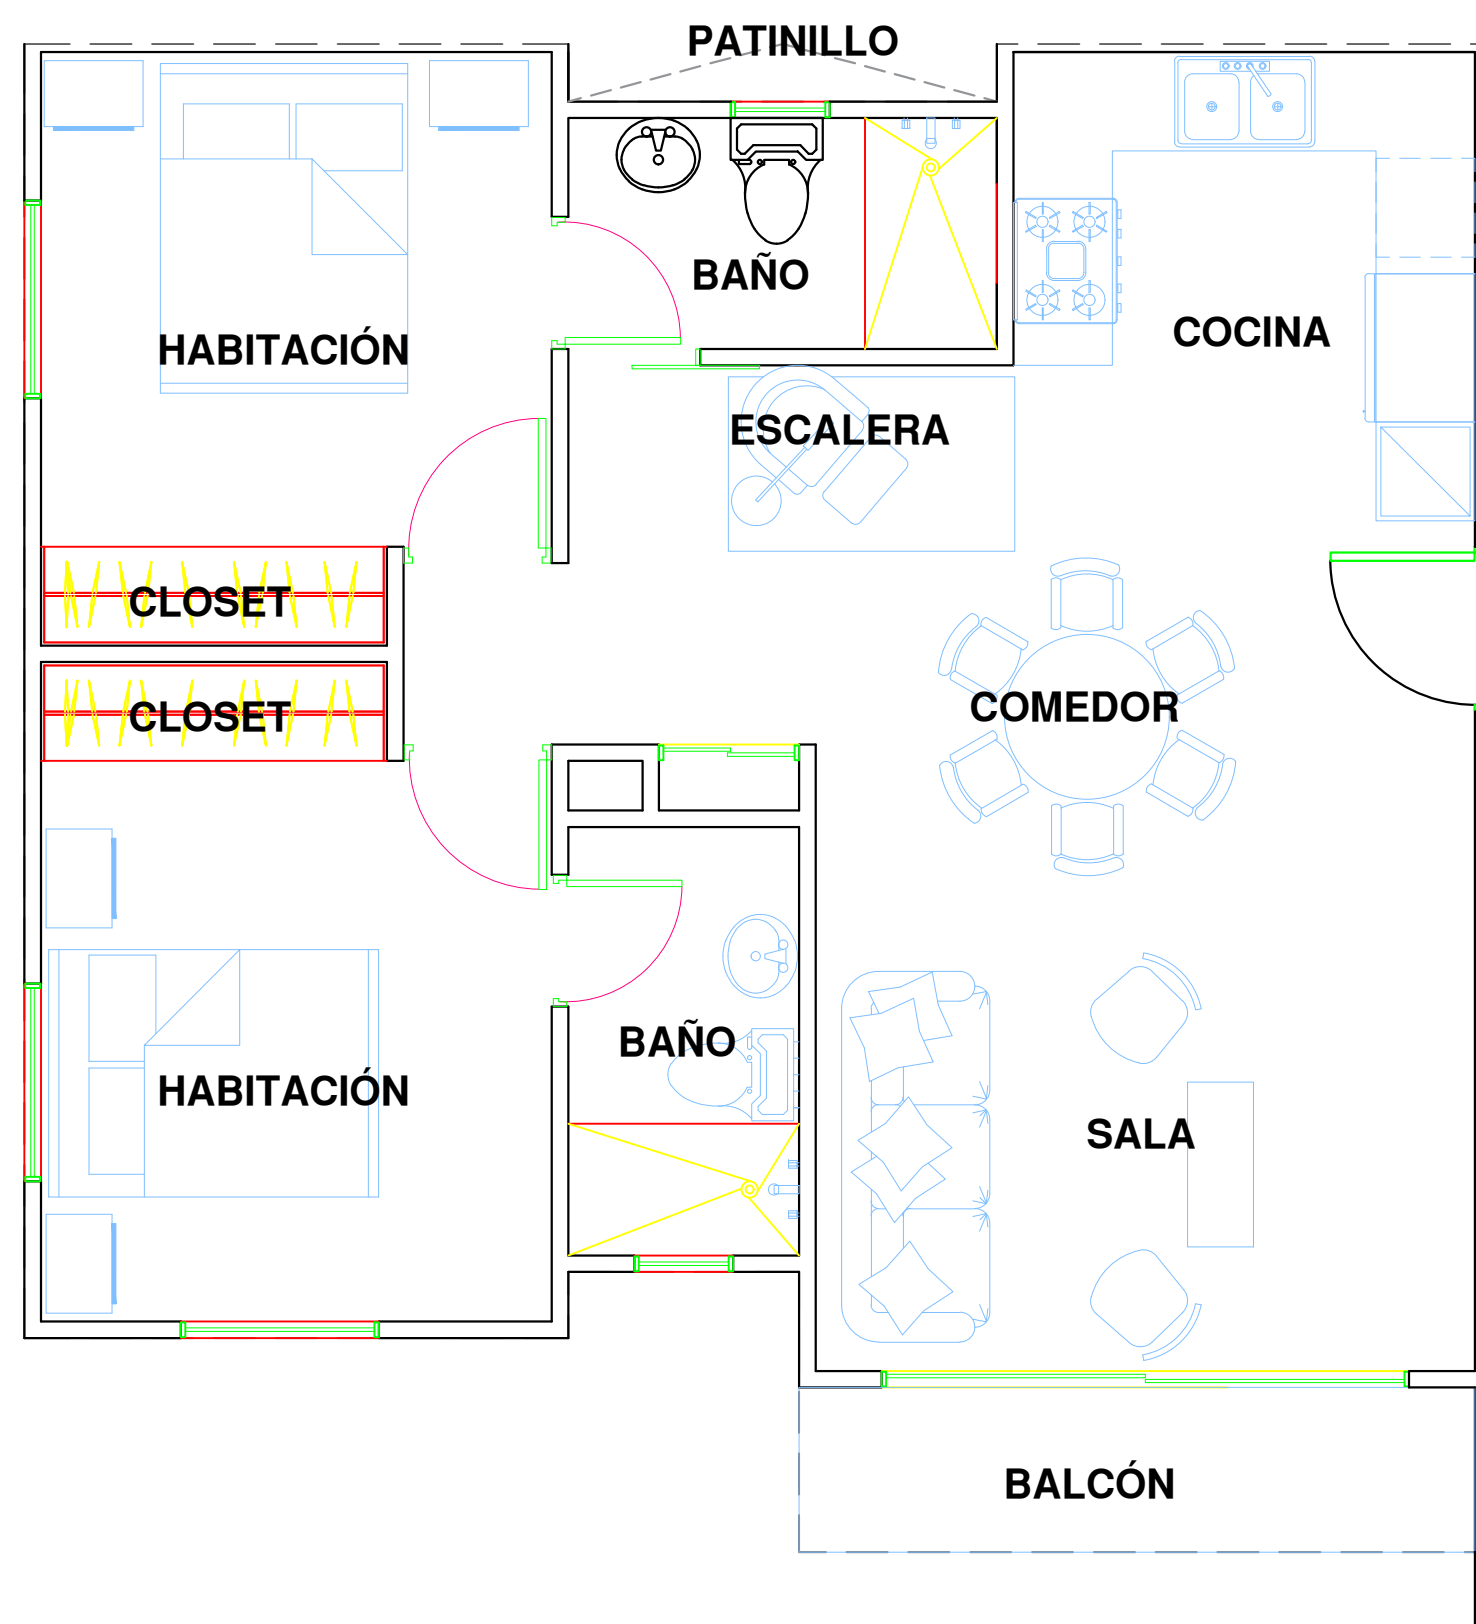 PATINILLO
BAÑO
COCINA
HABITACIÓN
ESCALERA
CLOSET
CLOSET
COMEDOR
BAÑO
HABITACIÓN
SALA
BALCÓN